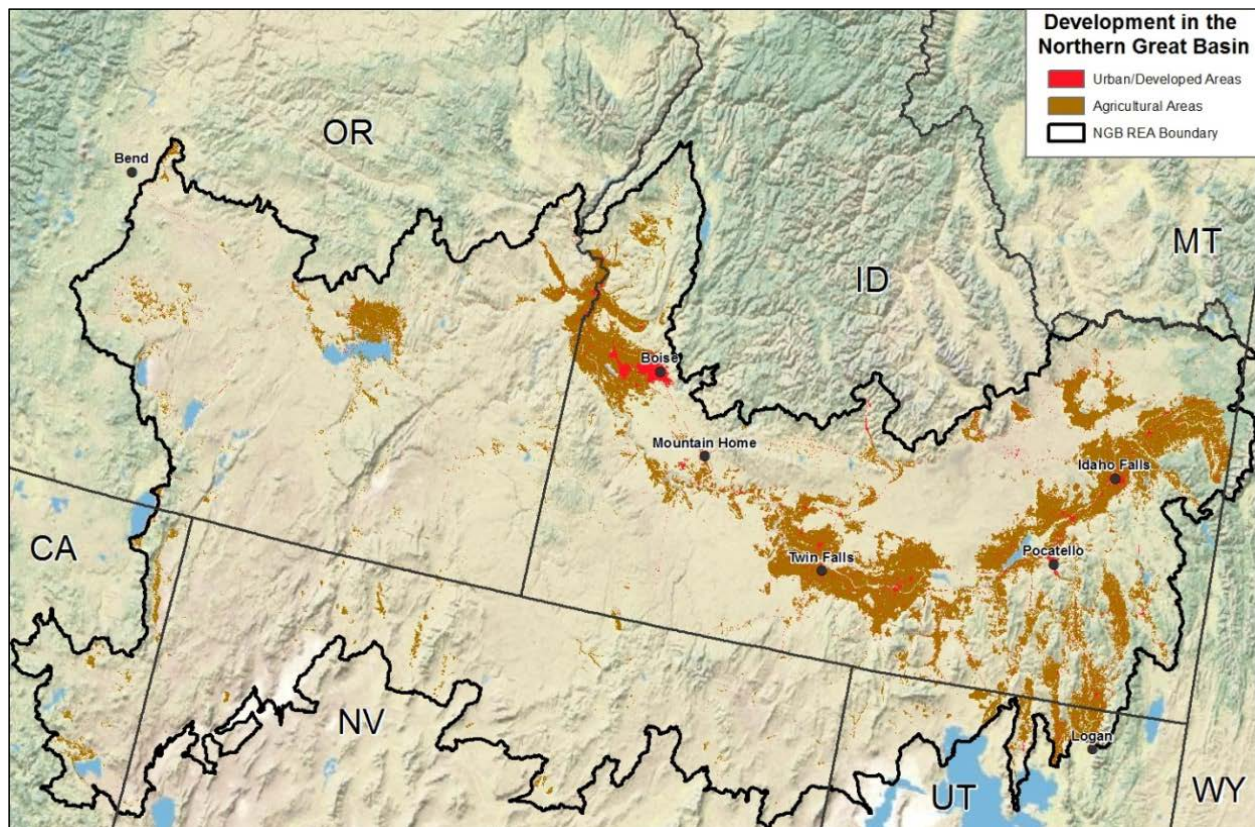 Development in the
Northern Great Basin
Urban/Developed Areas
Agricultural Areas
NGB REA Boundary
OR
Bend
MT
ID
Boise
Mountain Home
Idaho Falls
CA
Twin Falls
Pocatello
NV
Logan
UT
WY